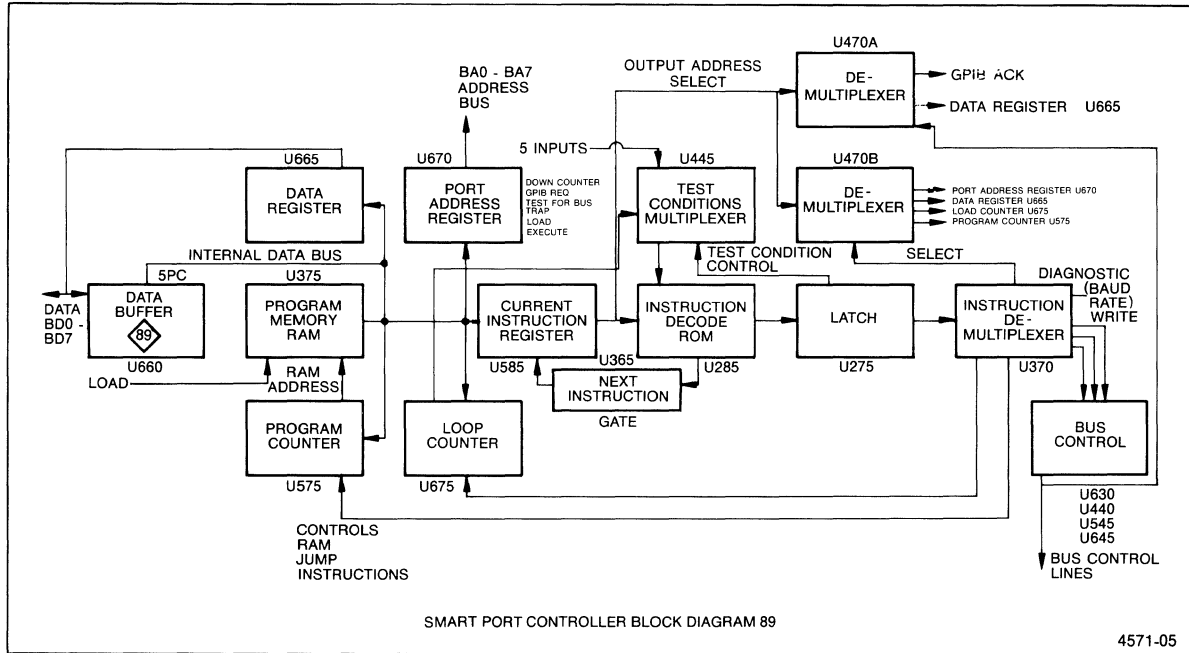 U470A
DE-
MULTIPLEXER
GPIB ACK
DATA REGISTER U665
OUTPUT ADDRESS
SELECT
BA0 - BA7
ADDRESS
BUS
5 INPUTS
U665
DATA
REGISTER
U670
PORT
ADDRESS
REGISTER
DOWN COUNTER
GPIB REQ
TEST FOR BUS
TRAP
LOAD
EXECUTE
U445
TEST
CONDITIONS
MULTIPLEXER
U470B
DE-
MULTIPLEXER
PORT ADDRESS REGISTER U670
DATA REGISTER U665
LOAD COUNTER U675
PROGRAM COUNTER U575
INTERNAL DATA BUS
TEST CONDITION
CONTROL
SELECT
DIAGNOSTIC
(BAUD
RATE)
WRITE
5PC
DATA
BUFFER
89
U660
DATA
BD0 -
BD7
U375
PROGRAM
MEMORY
RAM
CURRENT
INSTRUCTION
REGISTER
U585
INSTRUCTION
DECODE
ROM
U285
LATCH
U275
INSTRUCTION
DE-
MULTIPLEXER
U370
LOAD
RAM
ADDRESS
U365
NEXT
INSTRUCTION
GATE
PROGRAM
COUNTER
U575
LOOP
COUNTER
U675
BUS
CONTROL
U630
U440
U545
U645
CONTROLS
RAM
JUMP
INSTRUCTIONS
BUS CONTROL
LINES
SMART PORT CONTROLLER BLOCK DIAGRAM 89
4571-05